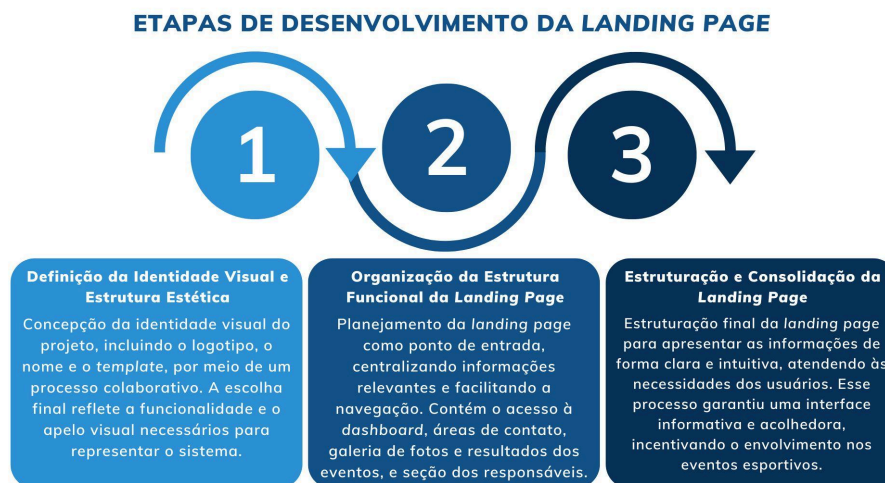 ETAPAS DE DESENVOLVIMENTO DA LANDING PAGE
1
2
3
Definição da Identidade Visual e
Estrutura Estética
Concepção da identidade visual do
projeto, incluindo o logotipo, o
nome e o template, por meio de um
processo colaborativo. A escolha
final reflete a funcionalidade e o
apelo visual necessários para
representar o sistema.
Organização da Estrutura
Funcional da Landing Page
Planejamento da landing page
como ponto de entrada,
centralizando informações
relevantes e facilitando a
navegação. Contém o acesso à
dashboard, áreas de contato,
galeria de fotos e resultados dos
eventos, e seção dos responsáveis.
Estruturação e Consolidação da
Landing Page
Estruturação final da landing page
para apresentar as informações de
forma clara e intuitiva, atendendo às
necessidades dos usuários. Esse
processo garantiu uma interface
informativa e acolhedora,
incentivando o envolvimento nos
eventos esportivos.